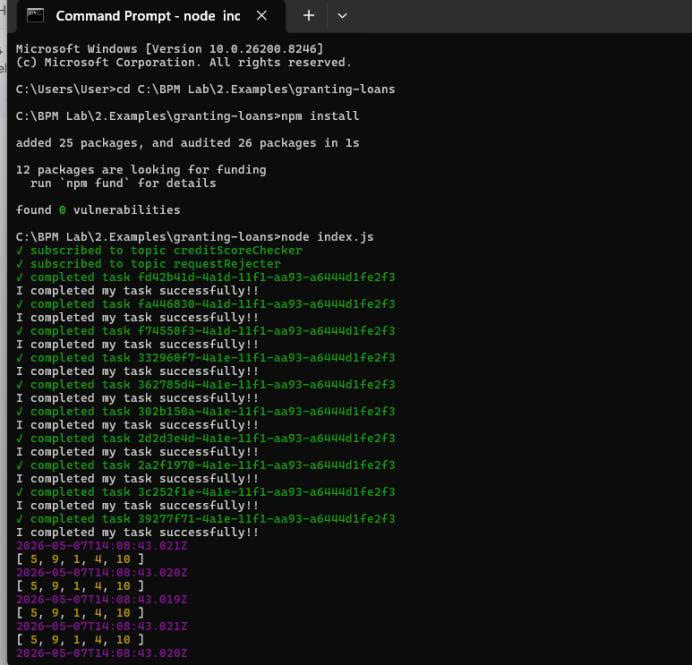 Command Prompt - node inc
Microsoft Windows [Version 10.0.26200.8246]
(c) Microsoft Corporation. All rights reserved.
C:\Users\User>cd C:\BPM Lab\2.Examples\granting-loans
C:\BPM Lab\2.Examples\granting-loans>npm install
added 25 packages, and audited 26 packages in 1s
12 packages are looking for funding
run `npm fund` for details
found 0 vulnerabilities
C:\BPM Lab\2.Examples\granting-loans>node index.js
√ subscribed to topic creditScoreChecker
√ subscribed to topic requestRejecter
√ completed task fd42b41d-4a1d-11f1-aa93-a6444d1fe2f3
I completed my task successfully!!
√ completed task fa446830-4a1d-11f1-aa93-a6444d1fe2f3
I completed my task successfully!!
√ completed task f74558f3-4a1d-11f1-aa93-a6444d1fe2f3
I completed my task successfully!!
√ completed task 332960f7-4a1e-11f1-aa93-a6444d1fe2f3
I completed my task successfully!!
√ completed task 362785d4-4a1e-11f1-aa93-a6444d1fe2f3
I completed my task successfully!!
√ completed task 302b150a-4a1e-11f1-aa93-a6444d1fe2f3
I completed my task successfully!!
√ completed task 2d2d3e4d-4a1e-11f1-aa93-a6444d1fe2f3
I completed my task successfully!!
√ completed task 2a2f1970-4a1e-11f1-aa93-a6444d1fe2f3
I completed my task successfully!!
√ completed task 3c252f1e-4a1e-11f1-aa93-a6444d1fe2f3
I completed my task successfully!!
√ completed task 39277f71-4a1e-11f1-aa93-a6444d1fe2f3
I completed my task successfully!!
2026-05-07T14:08:43.021Z
[ 5, 9, 1, 4, 10 ]
2026-05-07T14:08:43.020Z
[ 5, 9, 1, 4, 10 ]
2026-05-07T14:08:43.019Z
[ 5, 9, 1, 4, 10 ]
2026-05-07T14:08:43.021Z
[ 5, 9, 1, 4, 10 ]
2026-05-07T14:08:43.020Z